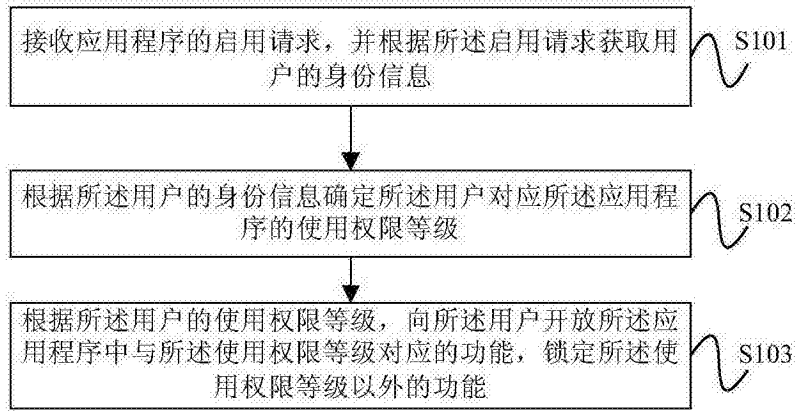 接收应用程序的启用请求，并根据所述启用请求获取用
户的身份信息
S101
根据所述用户的身份信息确定所述用户对应所述应用程
序的使用权限等级
S102
根据所述用户的使用权限等级，向所述用户开放所述应
用程序中与所述使用权限等级对应的功能，锁定所述使
用权限等级以外的功能
S103